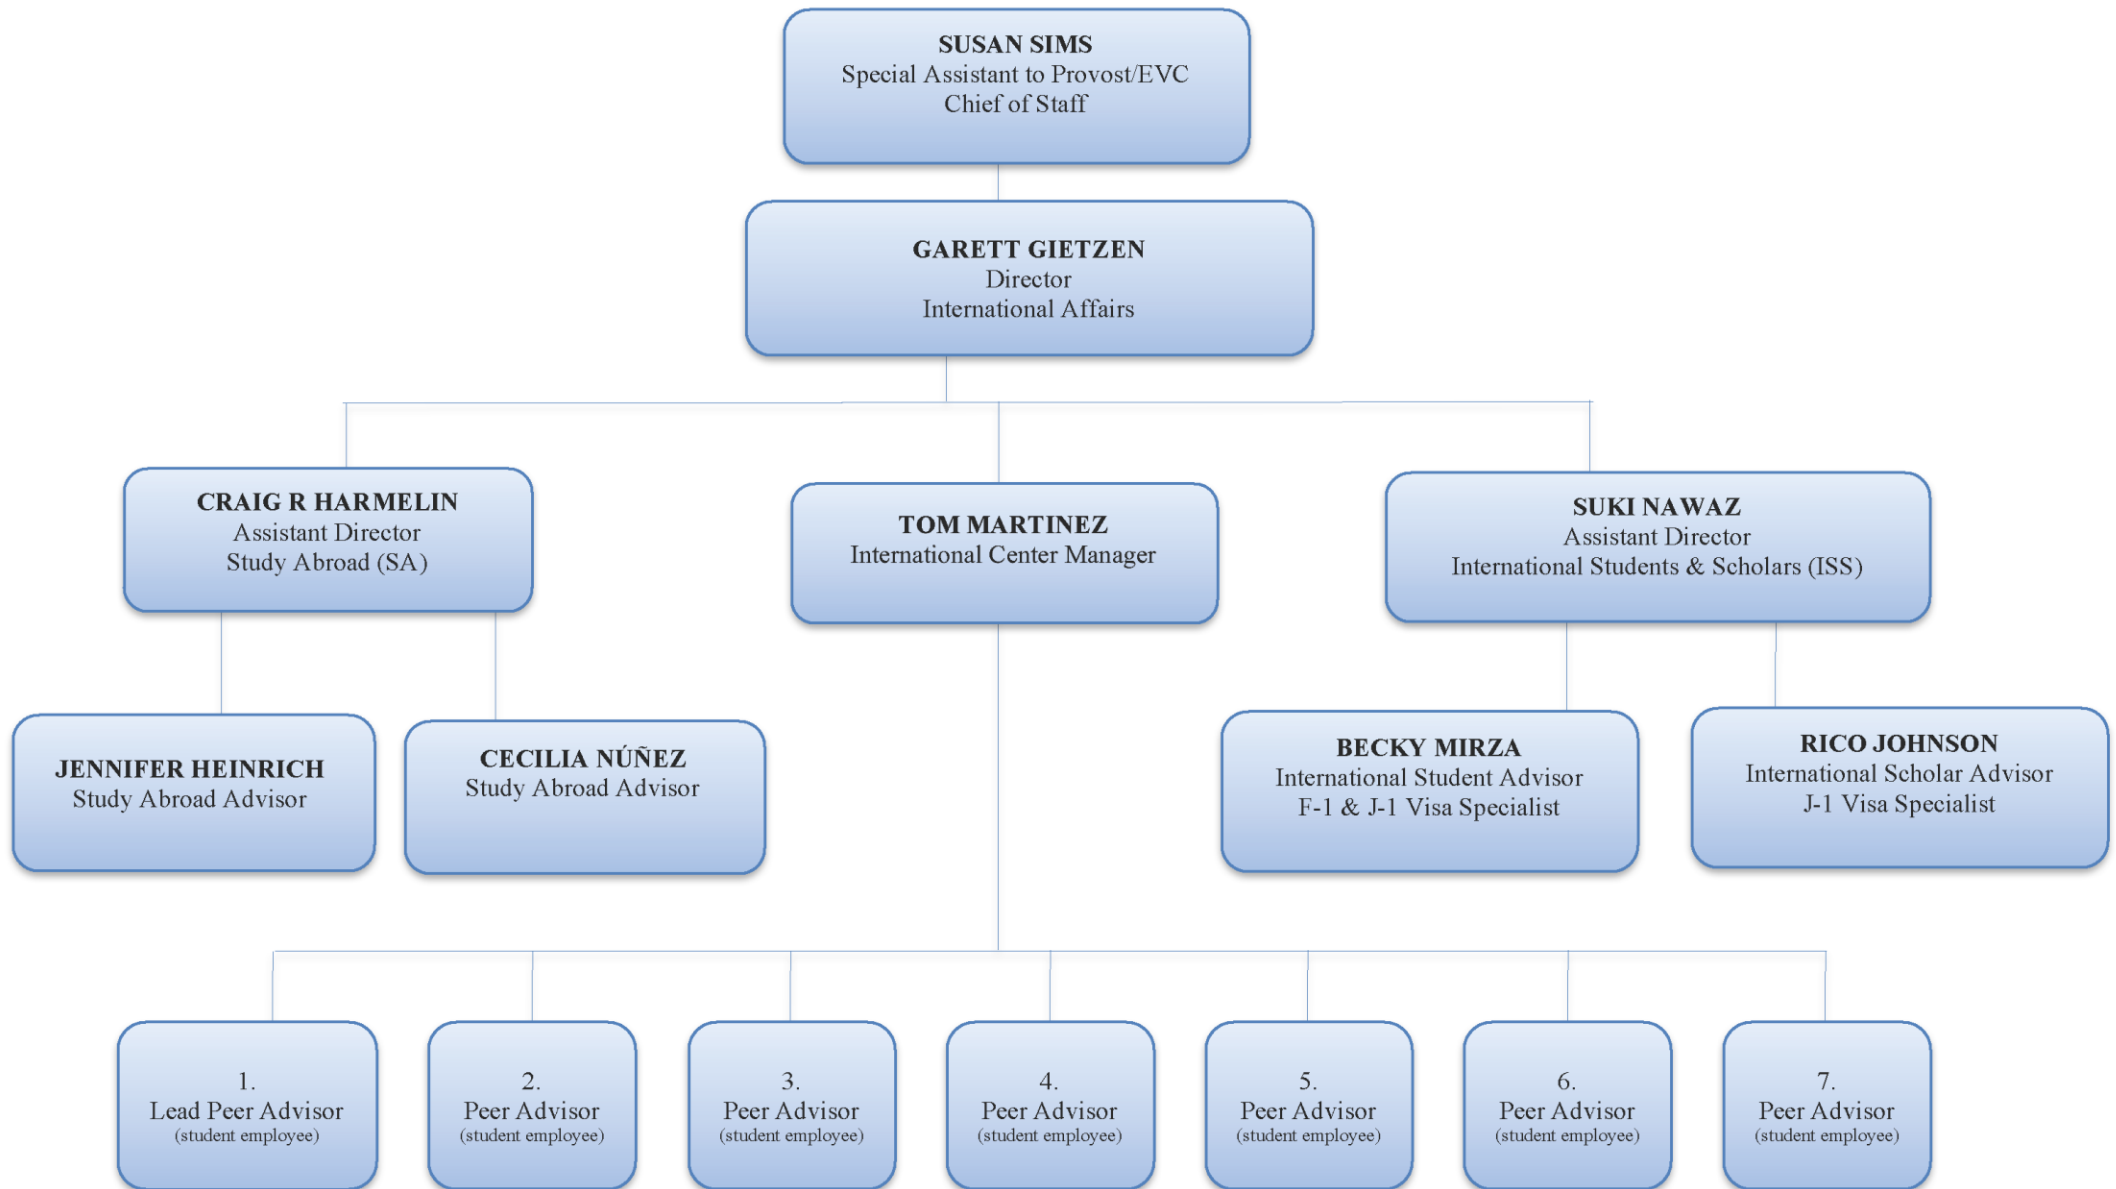 SUSAN SIMS
Special Assistant to Provost/EVC
Chief of Staff
GARETT GIETZEN
Director
International Affairs
CRAIG R HARMELIN
Assistant Director
Study Abroad (SA)
TOM MARTINEZ
International Center Manager
SUKI NAWAZ
Assistant Director
International Students & Scholars (ISS)
JENNIFER HEINRICH
Study Abroad Advisor
CECILIA NÚÑEZ
Study Abroad Advisor
BECKY MIRZA
International Student Advisor
F-1 & J-1 Visa Specialist
RICO JOHNSON
International Scholar Advisor
J-1 Visa Specialist
1.
Lead Peer Advisor
(student employee)
2.
Peer Advisor
(student employee)
3.
Peer Advisor
(student employee)
4.
Peer Advisor
(student employee)
5.
Peer Advisor
(student employee)
6.
Peer Advisor
(student employee)
7.
Peer Advisor
(student employee)